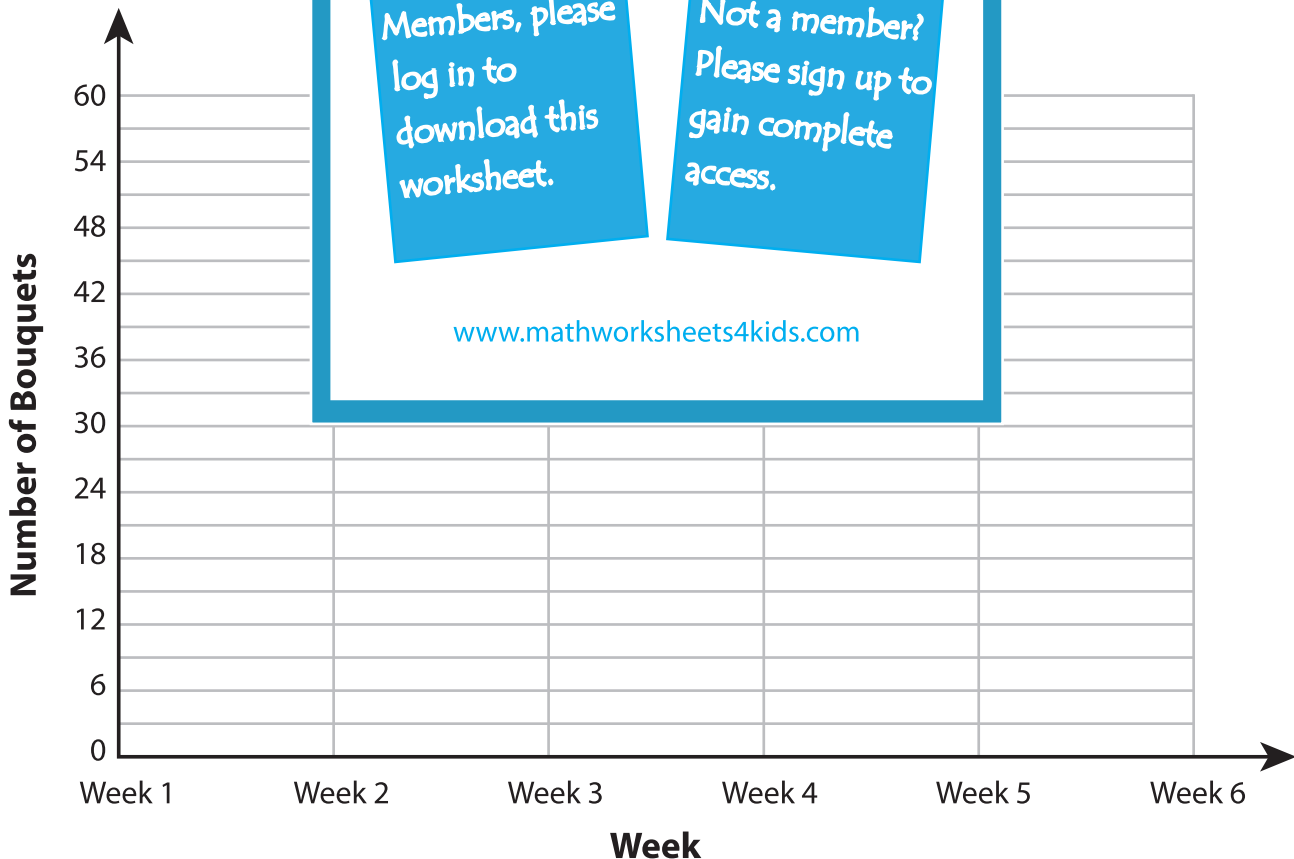 Members, please
log in to
download this
worksheet.
Not a member?
Please sign up to
gain complete
access.
www.mathworksheets4kids.com
Number of Bouquets
60
54
48
42
36
30
24
18
12
6
0
Week 1 Week 2 Week 3 Week 4 Week 5 Week 6
Week